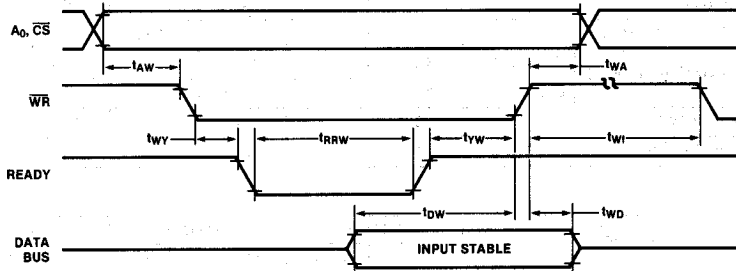 A0, CS
tAW
tWA
WR
tWY
tRRW
tYW
tWI
READY
tDW
tWD
DATA
BUS
INPUT STABLE